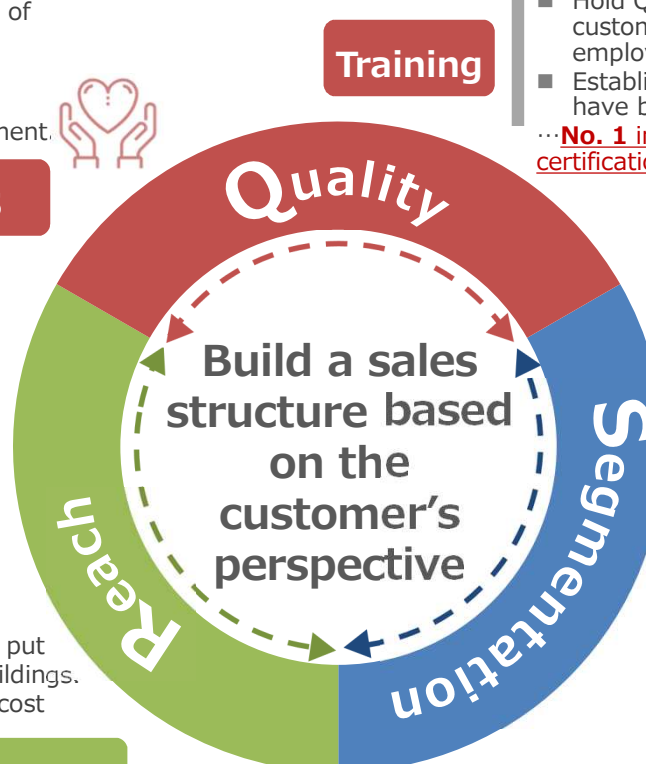 of
Training
Hold
custom
employ
Establi
have b
…No. 1 i
certificatio
ment.
s
Quality
Build a sales
structure based
on the
customer's
perspective
Segmentation
Reach
put
ildings.
cost